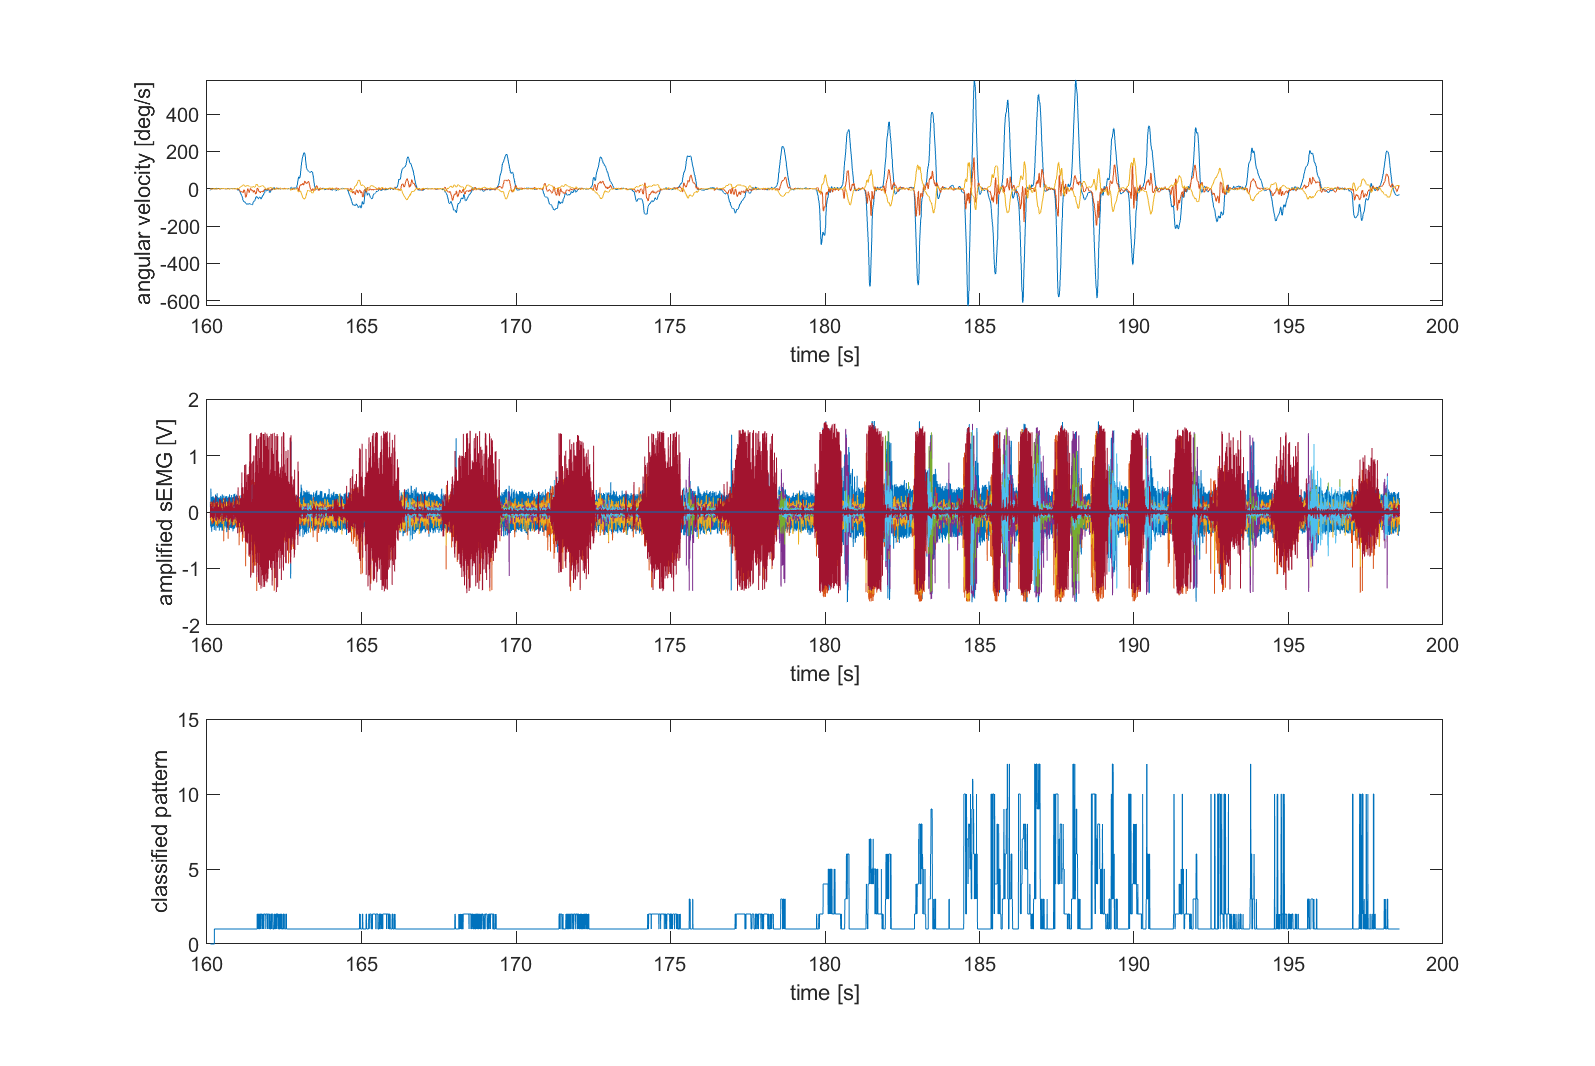 angular velocity [deg/s]
400
200
0
-200
-400
-600
160 165 170 175 180 185 190 195 200
time [s]
amplified sEMG [V]
2
1
0
-1
-2
160 165 170 175 180 185 190 195 200
time [s]
classified pattern
15
10
5
0
160 165 170 175 180 185 190 195 200
time [s]